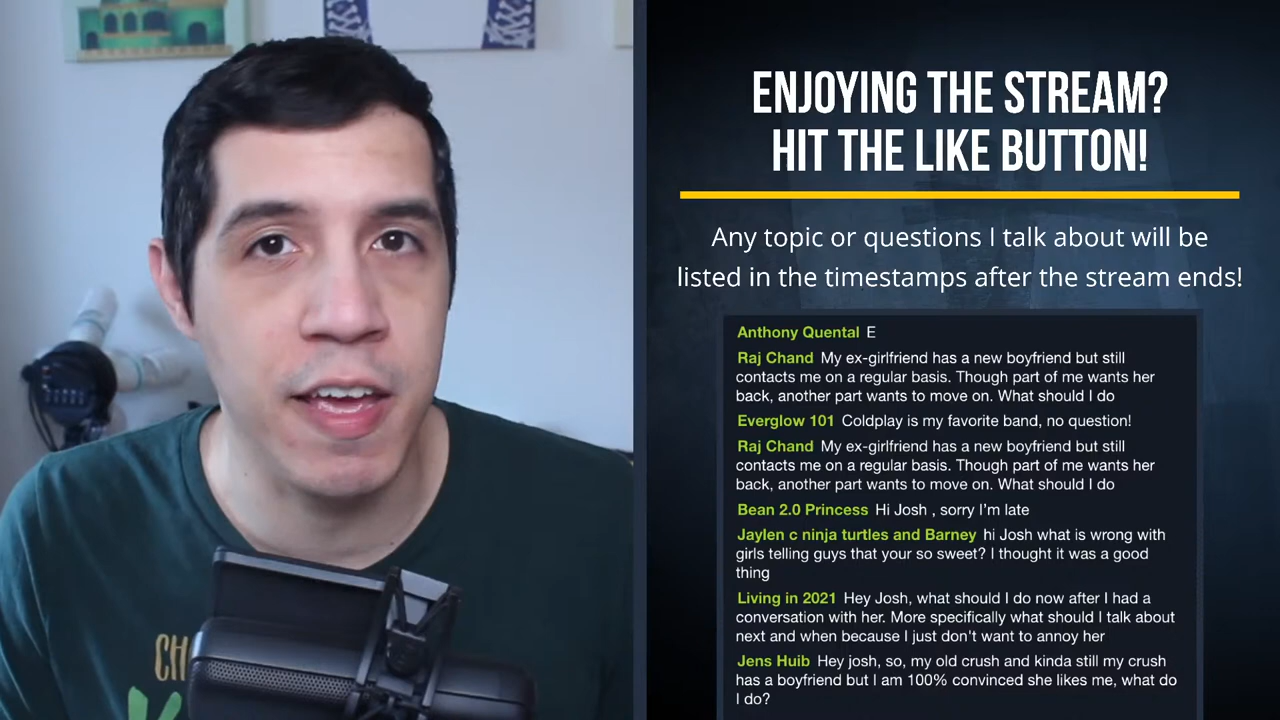 ENJOYING THE STREAM?
HIT THE LIKE BUTTON!
Any topic or questions I talk about will be
listed in the timestamps after the stream ends!
Anthony Quental E
Raj Chand My ex-girlfriend has a new boyfriend but still
contacts me on a regular basis. Though part of me wants her
back, another part wants to move on. What should I do
Everglow 101 Coldplay is my favorite band, no question!
Raj Chand My ex-girlfriend has a new boyfriend but still
contacts me on a regular basis. Though part of me wants her
back, another part wants to move on. What should I do
Bean 2.0 Princess Hi Josh , sorry I'm late
Jaylen c ninja turtles and Barney hi Josh what is wrong with
girls telling guys that your so sweet? I thought it was a good
thing
Living in 2021 Hey Josh, what should I do now after I had a
conversation with her. More specifically what should I talk about
next and when because I just don't want to annoy her
Jens Huib Hey josh, so, my old crush and kinda still my crush
has a boyfriend but I am 100% convinced she likes me, what do
I do?
CH